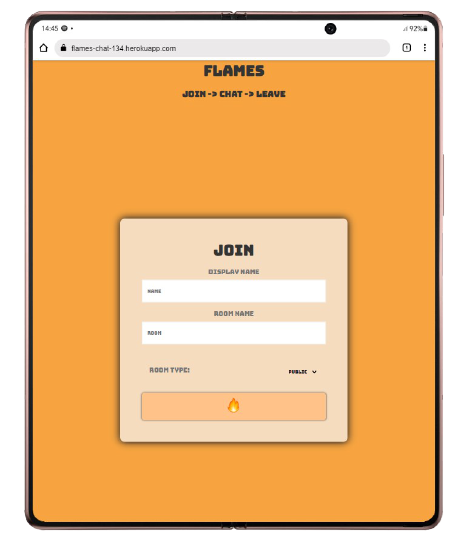 14:45
92%
flames-chat-134.herokuapp.com
1
FLAMES
JOIN -> CHAT -> LEAVE
JOIN
DISPLAY NAME
NAME
ROOM NAME
ROOM
ROOM TYPE:
PUBLIC